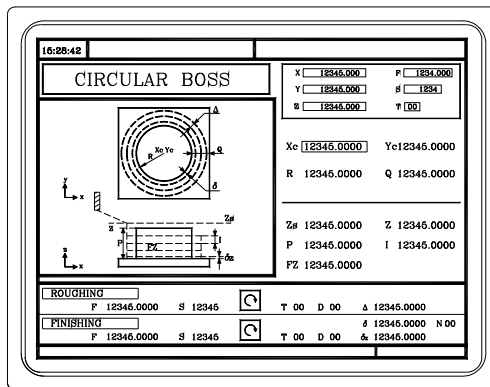 15:28:42
CIRCULAR BOSS
X 12345.000 F 1234.000
Y 12345.000 S 1234
Z 12345.000 T 00
Δ
Xc Yc
R
Q
δ
y
x
Zs
Z
P
FZ
I
δz
z
x
Xc 12345.0000 Yc12345.0000
R 12345.0000 Q 12345.0000
Zs 12345.0000 Z 12345.0000
P 12345.0000 I 12345.0000
FZ 12345.0000
ROUGHING
F 12345.0000 S 12345 T 00 D 00 Δ 12345.0000
FINISHING
δ 12345.0000 N 00
F 12345.0000 S 12345 T 00 D 00 δz 12345.0000